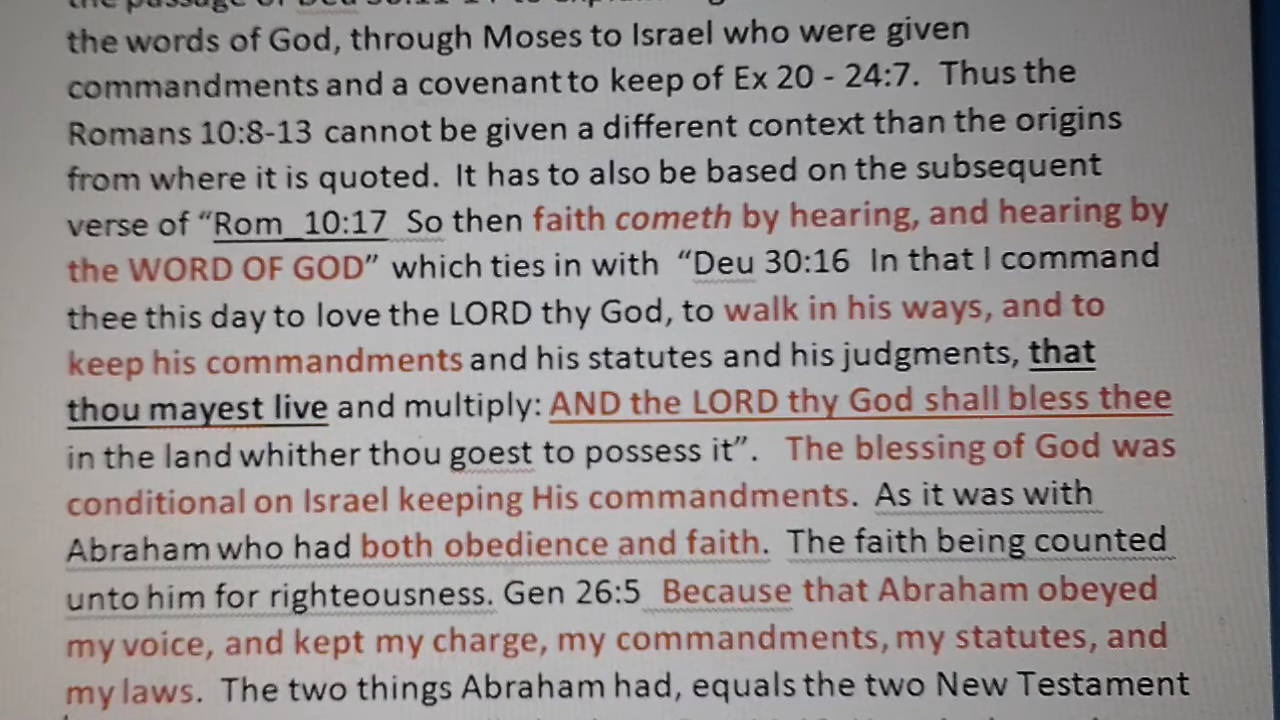 the words of God, through Moses to Israel who were given
commandments and a covenant to keep of Ex 20 - 24:7.  Thus the
Romans 10:8-13 cannot be given a different context than the origins
from where it is quoted.  It has to also be based on the subsequent
verse of “Rom  10:17  So then faith cometh by hearing, and hearing by
the WORD OF GOD” which ties in with  “Deu 30:16  In that I command
thee this day to love the LORD thy God, to walk in his ways, and to
keep his commandments and his statutes and his judgments, that
thou mayest live and multiply: AND the LORD thy God shall bless thee
in the land whither thou goest to possess it”.   The blessing of God was
conditional on Israel keeping His commandments.  As it was with
Abraham who had both obedience and faith.  The faith being counted
unto him for righteousness. Gen 26:5  Because that Abraham obeyed
my voice, and kept my charge, my commandments, my statutes, and
my laws.  The two things Abraham had, equals the two New Testament